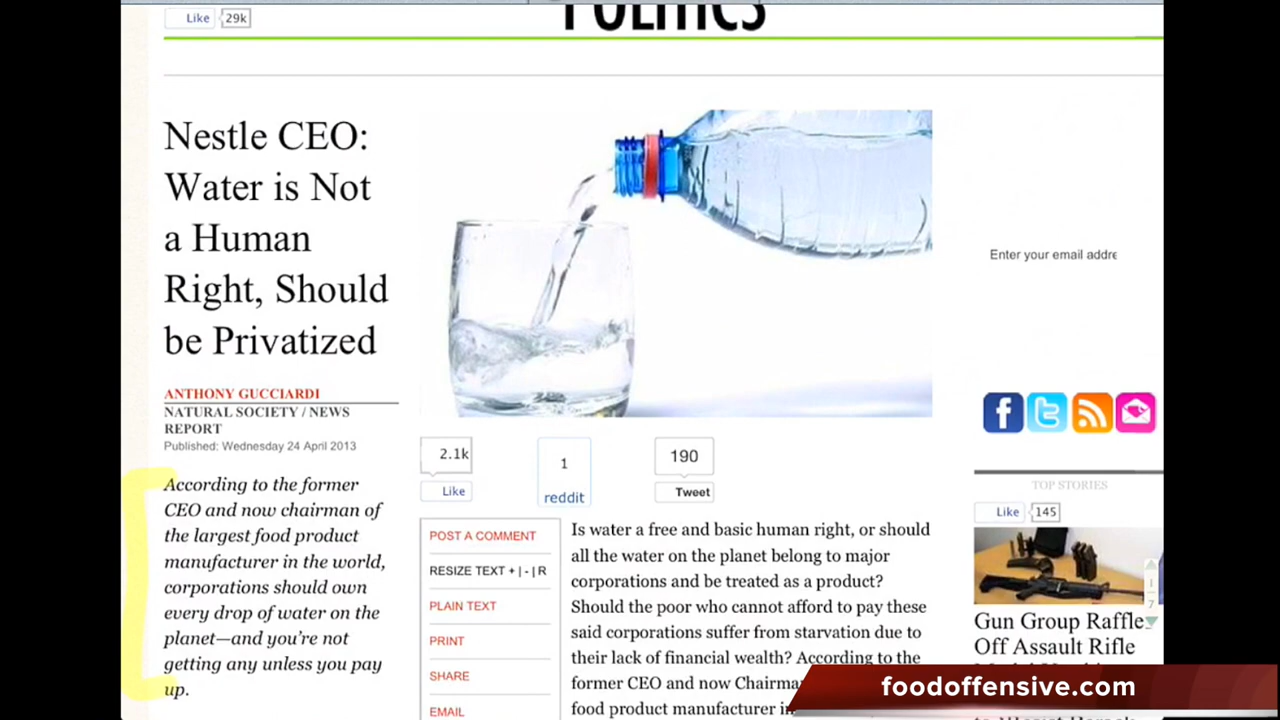 Like 29k
POLITICS
Nestle CEO:
Water is Not
a Human
Right, Should
be Privatized
ANTHONY GUCCIARDI
NATURAL SOCIETY / NEWS
REPORT
Published: Wednesday 24 April 2013
According to the former
CEO and now chairman of
the largest food product
manufacturer in the world,
corporations should own
every drop of water on the
planet—and you're not
getting any unless you pay
up.
2.1k
Like
1
reddit
190
Tweet
POST A COMMENT
RESIZE TEXT + | - | R
PLAIN TEXT
PRINT
SHARE
EMAIL
Is water a free and basic human right, or should
all the water on the planet belong to major
corporations and be treated as a product?
Should the poor who cannot afford to pay these
said corporations suffer from starvation due to
their lack of financial wealth? According to the
former CEO and now
food product manufacturer
Enter your email addre
TOP STORIES
Like 145
1
7
Gun Group Raffle
Off Assault Rifle
foodoffensive.com